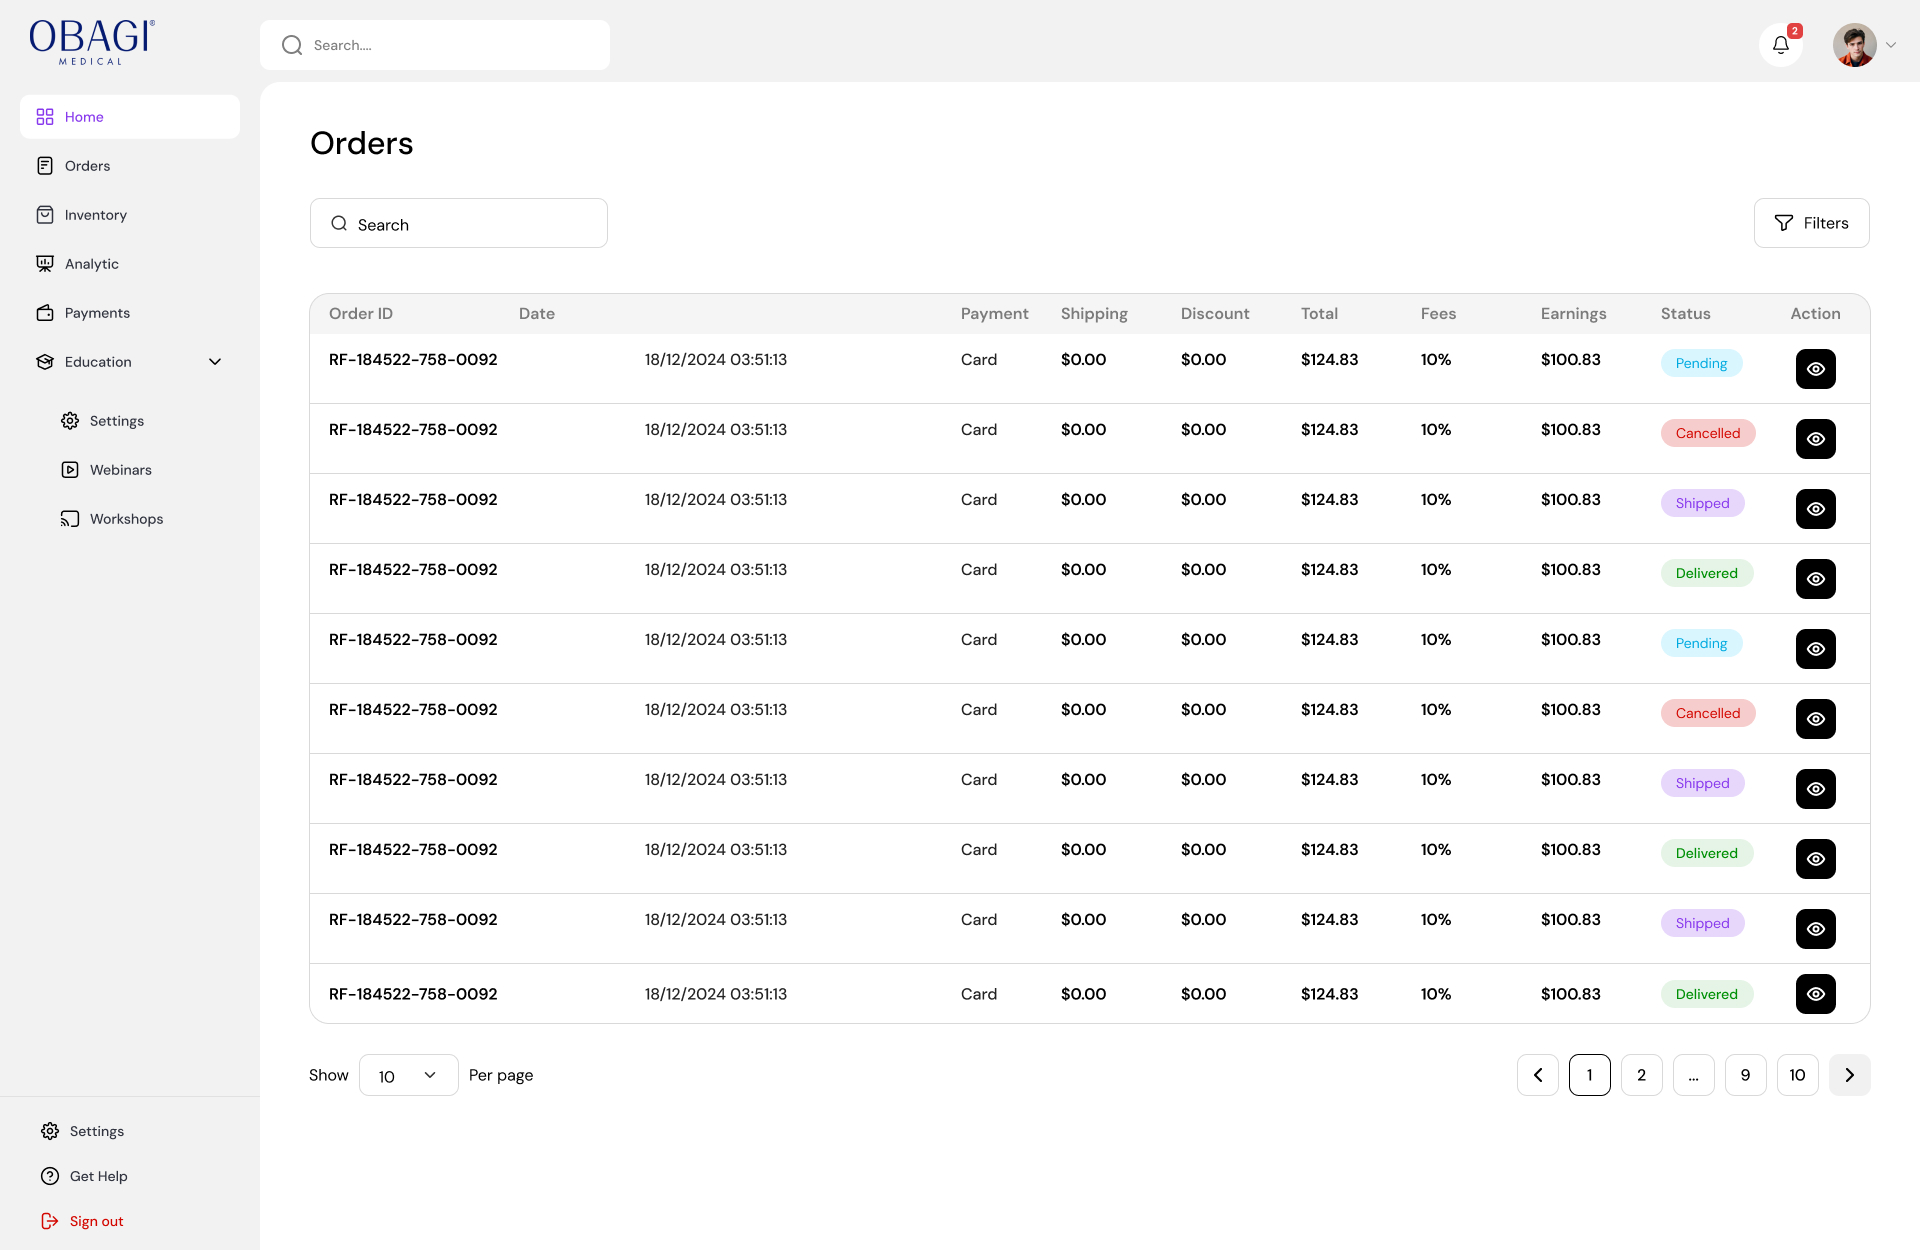 OBAGI®
MEDICAL
Search....
2
Home
Orders
Inventory
Analytic
Payments
Education
Settings
Webinars
Workshops
Settings
Get Help
Sign out
Orders
Search
Filters
Order ID Date Payment Shipping Discount Total Fees Earnings Status Action
RF-184522-758-0092 18/12/2024 03:51:13 Card $0.00 $0.00 $124.83 10% $100.83 Pending
RF-184522-758-0092 18/12/2024 03:51:13 Card $0.00 $0.00 $124.83 10% $100.83 Cancelled
RF-184522-758-0092 18/12/2024 03:51:13 Card $0.00 $0.00 $124.83 10% $100.83 Shipped
RF-184522-758-0092 18/12/2024 03:51:13 Card $0.00 $0.00 $124.83 10% $100.83 Delivered
RF-184522-758-0092 18/12/2024 03:51:13 Card $0.00 $0.00 $124.83 10% $100.83 Pending
RF-184522-758-0092 18/12/2024 03:51:13 Card $0.00 $0.00 $124.83 10% $100.83 Cancelled
RF-184522-758-0092 18/12/2024 03:51:13 Card $0.00 $0.00 $124.83 10% $100.83 Shipped
RF-184522-758-0092 18/12/2024 03:51:13 Card $0.00 $0.00 $124.83 10% $100.83 Delivered
RF-184522-758-0092 18/12/2024 03:51:13 Card $0.00 $0.00 $124.83 10% $100.83 Shipped
RF-184522-758-0092 18/12/2024 03:51:13 Card $0.00 $0.00 $124.83 10% $100.83 Delivered
Show 10 Per page
1 2 ... 9 10